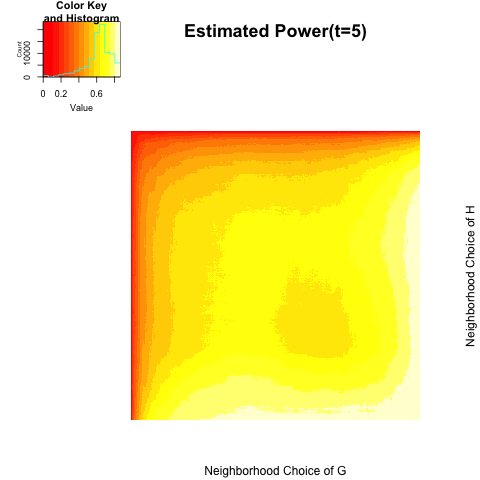 Color Key
and Histogram
Estimated Power(t=5)
Count
0 10000
0 0.2 0.6
Value
Neighborhood Choice of H
Neighborhood Choice of G